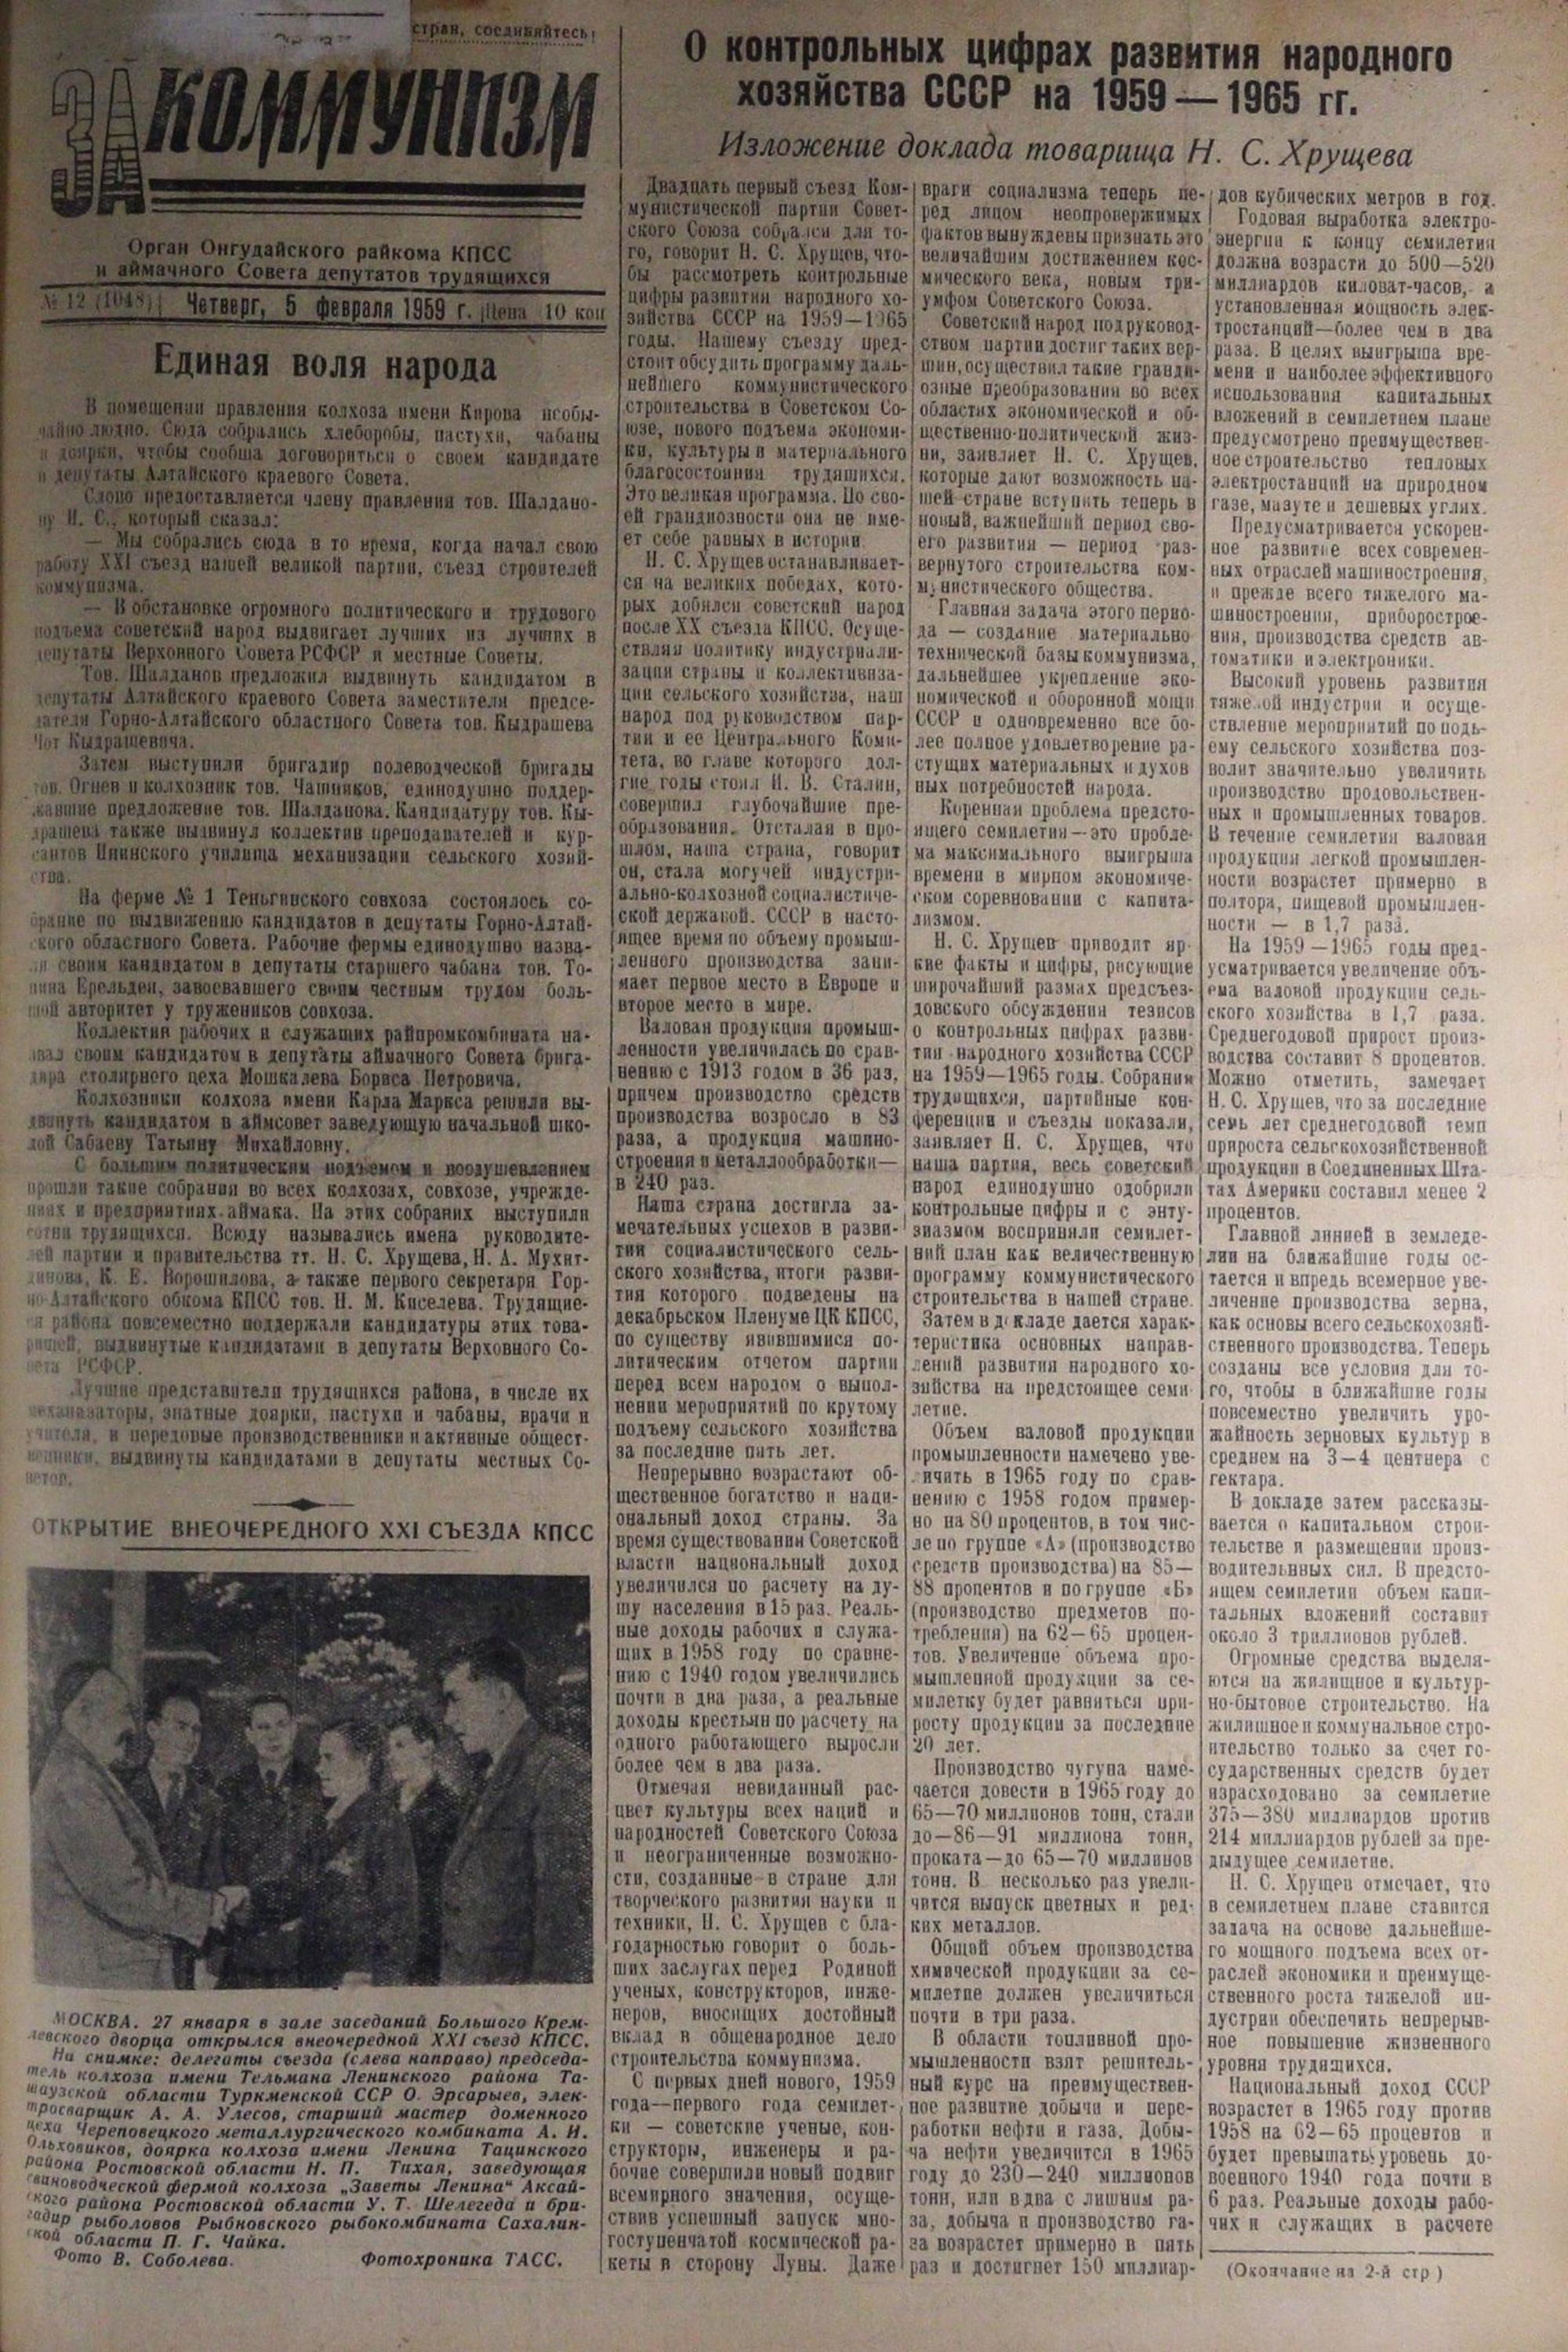 стран, соединяйтесь!
ЗА КОММУНИЗМ
Орган Онгудайского райкома КПСС
и аймачного Совета депутатов трудящихся
№ 12 (1048) Четверг, 5 февраля 1959 г. Цена 10 коп
Единая воля народа
В помещении правления колхоза имени Кирова необы-
чайно людно. Сюда собрались хлеборобы, пастухи, чабаны
и доярки, чтобы сообща договориться о своем кандидате
в депутаты Алтайского краевого Совета.
Слово предоставляется члену правления тов. Шалдано-
ну И. С., который сказал:
— Мы собрались сюда в то время, когда начал свою
работу XXI съезд нашей великой партии, съезд строителей
коммунизма.
— В обстановке огромного политического и трудового
подъема советский народ выдвигает лучших из лучших в
депутаты Верховного Совета РСФСР и местные Советы.
Тов. Шалданов предложил выдвинуть кандидатом в
депутаты Алтайского краевого Совета заместителя предсе-
дателя Горно-Алтайского областного Совета тов. Кыдрашева
Чот Кыдрашевича.
Затем выступили бригадир полеводческой бригады
тов. Огнев и колхозник тов. Чашников, единодушно поддер-
жавшие предложение тов. Шалданова. Кандидатуру тов. Кы-
драшева также выдвинул коллектив преподавателей и кур-
сантов Ининского училища механизации сельского хозяй-
ства.
На ферме № 1 Теньгинского совхоза состоялось со-
брание по выдвижению кандидатов в депутаты Горно-Алтай-
ского областного Совета. Рабочие фермы единодушно назва-
ли своим кандидатом в депутаты старшего чабана тов. То-
нина Ерельдея, завоевавшего своим честным трудом боль-
шой авторитет у тружеников совхоза.
Коллектив рабочих и служащих райпромкомбината на-
звал своим кандидатом в депутаты аймачного Совета брига-
дира столярного цеха Мошкалева Бориса Петровича.
Колхозники колхоза имени Карла Маркса решили вы-
двинуть кандидатом в аймсовет заведующую начальной шко-
лой Сабаеву Татьяну Михайловну.
С большим политическим подъемом и воодушевлением
прошли такие собрания во всех колхозах, совхозе, учрежде-
ниях и предприятиях аймака. На этих собраних выступили
сотни трудящихся. Всюду назывались имена руководите-
лей партии и правительства тт. Н. С. Хрущева, Н. А. Мухит-
динова, К. Е. Ворошилова, а также первого секретаря Гор-
но-Алтайского обкома КПСС тов. Н. М. Киселева. Трудящие-
ся района повсеместно поддержали кандидатуры этих това-
рищей, выдвинутые кандидатами в депутаты Верховного Со-
вета РСФСР.
Лучшие представители трудящихся района, в числе их
механизаторы, знатные доярки, пастухи и чабаны, врачи и
учителя, и передовые производственники и активные общест-
венники, выдвинуты кандидатами в депутаты местных Со-
ветов.
ОТКРЫТИЕ ВНЕОЧЕРЕДНОГО XXI СЪЕЗДА КПСС
МОСКВА. 27 января в зале заседаний Большого Крем-
левского дворца открылся внеочередной XXI съезд КПСС.
На снимке: делегаты съезда (слева направо) председа-
тель колхоза имени Тельмана Ленинского района Та-
шаузской области Туркменской ССР О. Эрсарыев, элек-
тросварщик А. А. Улесов, старший мастер доменного
цеха Череповецкого металлургического комбината А. И.
Ольховиков, доярка колхоза имени Ленина Тацинского
района Ростовской области Н. П. Тихая, заведующая
свиноводческой фермой колхоза „Заветы Ленина“ Аксай-
ского района Ростовской области У. Т. Шелегеда и бри-
гадир рыболовов Рыбновского рыбокомбината Сахалин-
ской области П. Г. Чайка.
Фото В. Соболева. Фотохроника ТАСС.
О контрольных цифрах развития народного
хозяйства СССР на 1959—1965 гг.
Изложение доклада товарища Н. С. Хрущева
Двадцать первый съезд Ком-
мунистической партии Совет-
ского Союза собрался для то-
го, говорит Н. С. Хрущев, что-
бы рассмотреть контрольные
цифры развития народного хо-
зяйства СССР на 1959—1965
годы. Нашему съезду пред-
стоит обсудить программу даль-
нейшего коммунистического
строительства в Советском Со-
юзе, нового подъема экономи-
ки, культуры и материального
благосостояния трудящихся.
Это великая программа. По сво-
ей грандиозности она не име-
ет себе равных в истории.
Н. С. Хрущев останавливает-
ся на великих победах, кото-
рых добился советский народ
после XX съезда КПСС. Осуще-
ствляя политику индустриали-
зации страны и коллективиза-
ции сельского хозяйства, наш
народ под руководством пар-
тии и ее Центрального Коми-
тета, во главе которого дол-
гие годы стоял И. В. Сталин,
совершил глубочайшие пре-
образования. Отсталая в про-
шлом, наша страна, говорит
он, стала могучей индустри-
ально-колхозной социалистиче-
ской державой. СССР в насто-
ящее время по объему промыш-
ленного производства зани-
мает первое место в Европе и
второе место в мире.
Валовая продукция промыш-
ленности увеличилась по срав-
нению с 1913 годом в 36 раз,
причем производство средств
производства возросло в 83
раза, а продукция машино-
строения и металлообработки—
в 240 раз.
Наша страна достигла за-
мечательных успехов в разви-
тии социалистического сель-
ского хозяйства, итоги разви-
тия которого подведены на
декабрьском Пленуме ЦК КПСС,
по существу явившимися по-
литическим отчетом партии
перед всем народом о выпол-
нении мероприятий по крутому
подъему сельского хозяйства
за последние пять лет.
Непрерывно возрастают об-
щественное богатство и наци-
ональный доход страны. За
время существования Советской
власти национальный доход
увеличился по расчету на ду-
шу населения в 15 раз. Реаль-
ные доходы рабочих и служа-
щих в 1958 году по сравне-
нию с 1940 годом увеличились
почти в два раза, а реальные
доходы крестьян по расчету на
одного работающего выросли
более чем в два раза.
Отмечая невиданный рас-
цвет культуры всех наций и
народностей Советского Союза
и неограниченные возможно-
сти, созданные в стране для
творческого развития науки и
техники, Н. С. Хрущев с бла-
годарностью говорит о боль-
ших заслугах перед Родиной
ученых, конструкторов, инже-
неров, вносящих достойный
вклад в общенародное дело
строительства коммунизма.
С первых дней нового, 1959
года—первого года семилет-
ки — советские ученые, кон-
структоры, инженеры и ра-
бочие совершили новый подвиг
всемирного значения, осуще-
ствив успешный запуск мно-
гоступенчатой космической ра-
кеты в сторону Луны. Даже
враги социализма теперь пе-
ред лицом неопровержимых
фактов вынуждены признать это
величайшим достижением кос-
мического века, новым три-
умфом Советского Союза.
Советский народ под руковод-
ством партии достиг таких вер-
шин, осуществил такие гранди-
озные преобразования во всех
областях экономической и об-
щественно-политической жиз-
ни, заявляет Н. С. Хрущев,
которые дают возможность на-
шей стране вступить теперь в
новый, важнейший период сво-
его развития — период раз-
вернутого строительства ком-
мунистического общества.
Главная задача этого перио-
да — создание материально
технической базы коммунизма,
дальнейшее укрепление эко-
номической и оборонной мощи
СССР и одновременно все бо-
лее полное удовлетворение ра-
стущих материальных и духов
ных потребностей народа.
Коренная проблема предсто-
ящего семилетия—это пробле-
ма максимального выигрыша
времени в мирном экономиче-
ском соревновании с капита-
лизмом.
Н. С. Хрущев приводит яр-
кие факты и цифры, рисующие
широчайший размах предсъез-
довского обсуждения тезисов
о контрольных цифрах разви-
тия народного хозяйства СССР
на 1959—1965 годы. Собрания
трудящихся, партийные кон-
ференции и съезды показали,
заявляет Н. С. Хрущев, что
наша партия, весь советский
народ единодушно одобрили
контрольные цифры и с энту-
зиазмом восприняли семилет-
ний план как величественную
программу коммунистического
строительства в нашей стране.
Затем в докладе дается харак-
теристика основных направ-
лений развития народного хо-
зяйства на предстоящее семи-
летие.
Объем валовой продукции
промышленности намечено уве-
личить в 1965 году по срав-
нению с 1958 годом пример-
но на 80 процентов, в том чис-
ле по группе «А» (производство
средств производства) на 85—
88 процентов и по группе «Б»
(производство предметов по-
требления) на 62—65 процен-
тов. Увеличение объема про-
мышленной продукции за се-
милетку будет равняться при-
росту продукции за последние
20 лет.
Производство чугуна наме-
чается довести в 1965 году до
65—70 миллионов тонн, стали
до—86—91 миллиона тонн,
проката—до 65—70 миллинов
тонн. В несколько раз увели-
чится выпуск цветных и ред-
ких металлов.
Общий объем производства
химической продукции за се-
милетие должен увеличиться
почти в три раза.
В области топливной про-
мышленности взят решитель-
ный курс на преимуществен-
ное развитие добычи и пере-
работки нефти и газа. Добы-
ча нефти увеличится в 1965
году до 230—240 миллионов
тонн, или в два с лишним ра-
за, добыча и производство га-
за возрастет примерно в пять
раз и достигнет 150 миллиар-
дов кубических метров в год.
Годовая выработка электро-
энергии к концу семилетия
должна возрасти до 500—520
миллиардов киловат-часов, а
установленная мощность элек-
тростанций—более чем в два
раза. В целях выигрыша вре-
мени и наиболее эффективного
использования капитальных
вложений в семилетнем плане
предусмотрено преимуществен-
ное строительство тепловых
электростанций на природном
газе, мазуте и дешевых углях.
Предусматривается ускорен-
ное развитие всех современ-
ных отраслей машиностроения,
и прежде всего тяжелого ма-
шиностроения, приборострое-
ния, производства средств ав-
томатики и электроники.
Высокий уровень развития
тяжелой индустрии и осуще-
ствление мероприятий по подъ-
ему сельского хозяйства поз-
волит значительно увеличить
производство продовольствен-
ных и промышленных товаров.
В течение семилетия валовая
продукция легкой промышлен-
ности возрастет примерно в
полтора, пищевой промышлен-
ности — в 1,7 раза.
На 1959—1965 годы пред-
усматривается увеличение объ-
ема валовой продукции сель-
ского хозяйства в 1,7 раза.
Среднегодовой прирост произ-
водства составит 8 процентов.
Можно отметить, замечает
Н. С. Хрущев, что за последние
семь лет среднегодовой темп
прироста сельскохозяйственной
продукции в Соединенных Шта-
тах Америки составил менее 2
процентов.
Главной линией в земледе-
лии на ближайшие годы ос-
тается и впредь всемерное уве-
личение производства зерна,
как основы всего сельскохозяй-
ственного производства. Теперь
созданы все условия для то-
го, чтобы в ближайшие годы
повсеместно увеличить уро-
жайность зерновых культур в
среднем на 3—4 центнера с
гектара.
В докладе затем рассказы-
вается о капитальном строи-
тельстве и размещении произ-
водительнных сил. В предсто-
ящем семилетии объем капи-
тальных вложений составит
около 3 триллионов рублей.
Огромные средства выделя-
ются на жилищное и культур-
но-бытовое строительство. На
жилищное и коммунальное стро-
ительство только за счет го-
сударственных средств будет
израсходовано за семилетие
375—380 миллиардов против
214 миллиардов рублей за пре-
дыдущее семилетие.
Н. С. Хрущев отмечает, что
в семилетнем плане ставится
задача на основе дальнейше-
го мощного подъема всех от-
раслей экономики и преимуще-
ственного роста тяжелой ин-
дустрии обеспечить непрерыв-
ное повышение жизненного
уровня трудящихся.
Национальный доход СССР
возрастет в 1965 году против
1958 на 62—65 процентов и
будет превышать уровень до-
военного 1940 года почти в
6 раз. Реальные доходы рабо-
чих и служащих в расчете
(Окончание на 2-й стр)